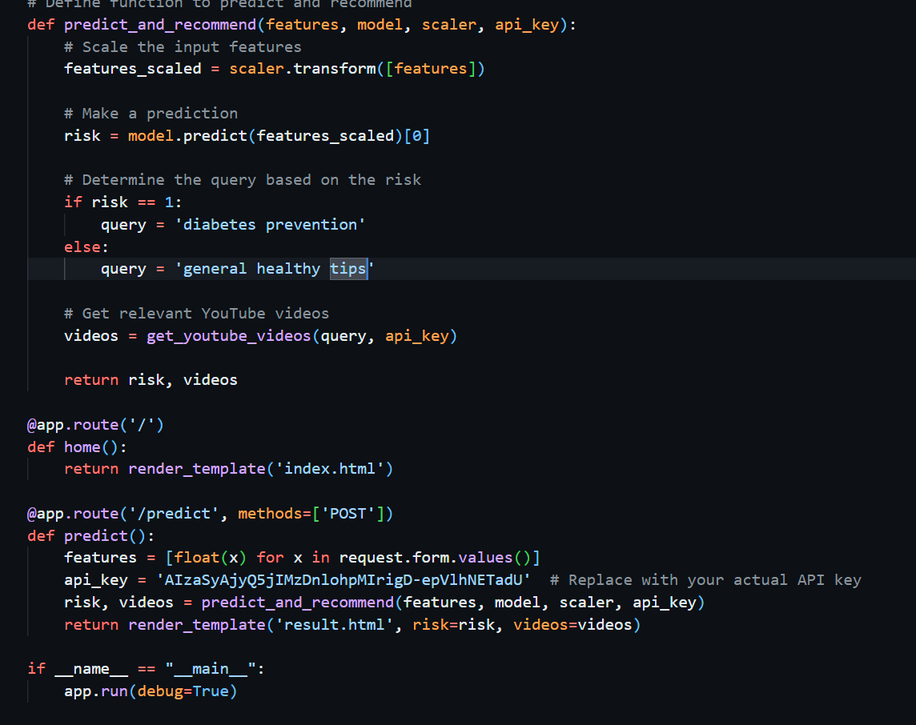 # Define function to predict and recommend
def predict_and_recommend(features, model, scaler, api_key):
    # Scale the input features
    features_scaled = scaler.transform([features])

    # Make a prediction
    risk = model.predict(features_scaled)[0]

    # Determine the query based on the risk
    if risk == 1:
        query = 'diabetes prevention'
    else:
        query = 'general healthy tips'

    # Get relevant YouTube videos
    videos = get_youtube_videos(query, api_key)

    return risk, videos

@app.route('/')
def home():
    return render_template('index.html')

@app.route('/predict', methods=['POST'])
def predict():
    features = [float(x) for x in request.form.values()]
    api_key = 'AIzaSyAjyQ5jIMzDnlohpMIrigD-epVlhNETadU'  # Replace with your actual API key
    risk, videos = predict_and_recommend(features, model, scaler, api_key)
    return render_template('result.html', risk=risk, videos=videos)

if __name__ == "__main__":
    app.run(debug=True)